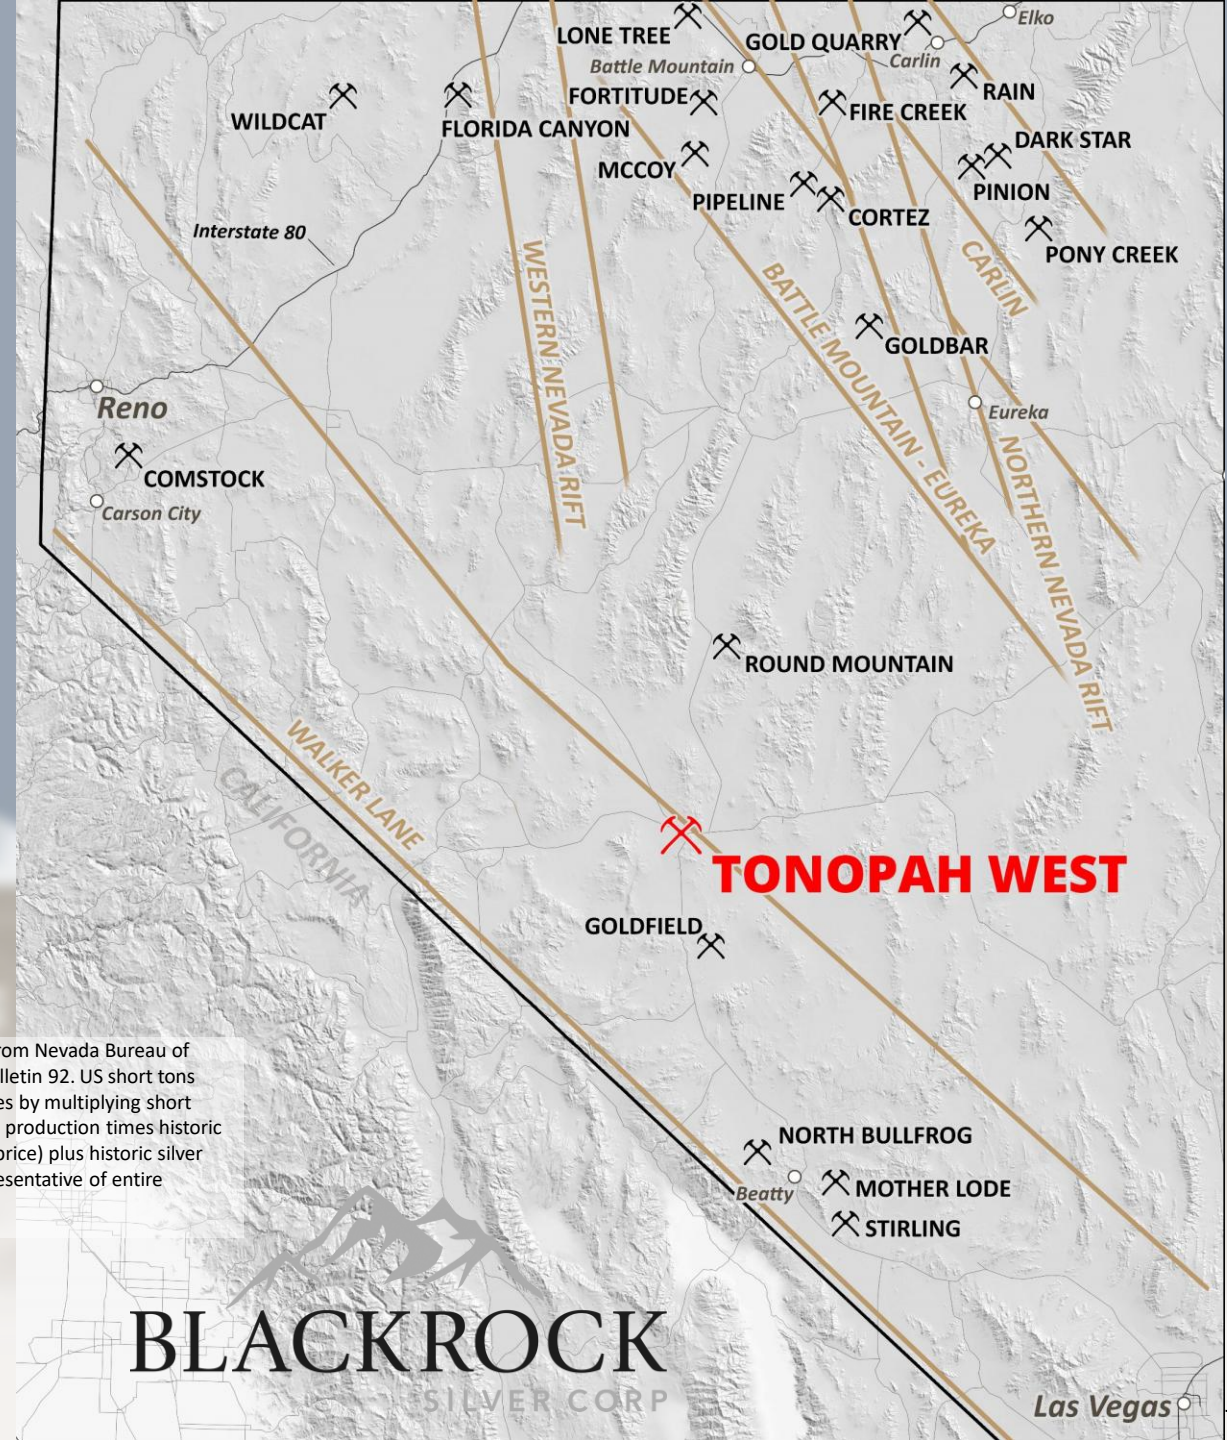 Elko
LONE TREE
GOLD QUARRY
Carlin
Battle Mountain
RAIN
FORTITUDE
FIRE CREEK
WILDCAT
FLORIDA CANYON
DARK STAR
MCCOY
PINION
PIPELINE
CORTEZ
Interstate 80
PONY CREEK
CARLIN
WESTERN NEVADA RIFT
BATTLE MOUNTAIN - EUREKA
GOLDBAR
Reno
Eureka
COMSTOCK
Carson City
NORTHERN NEVADA RIFT
ROUND MOUNTAIN
WALKER LANE
CALIFORNIA
TONOPAH WEST
GOLDFIELD
rom Nevada Bureau of
lletin 92. US short tons
es by multiplying short
production times historic
price) plus historic silver
esentative of entire
NORTH BULLFROG
Beatty
MOTHER LODE
STIRLING
BLACKROCK
SILVER CORP
Las Vegas